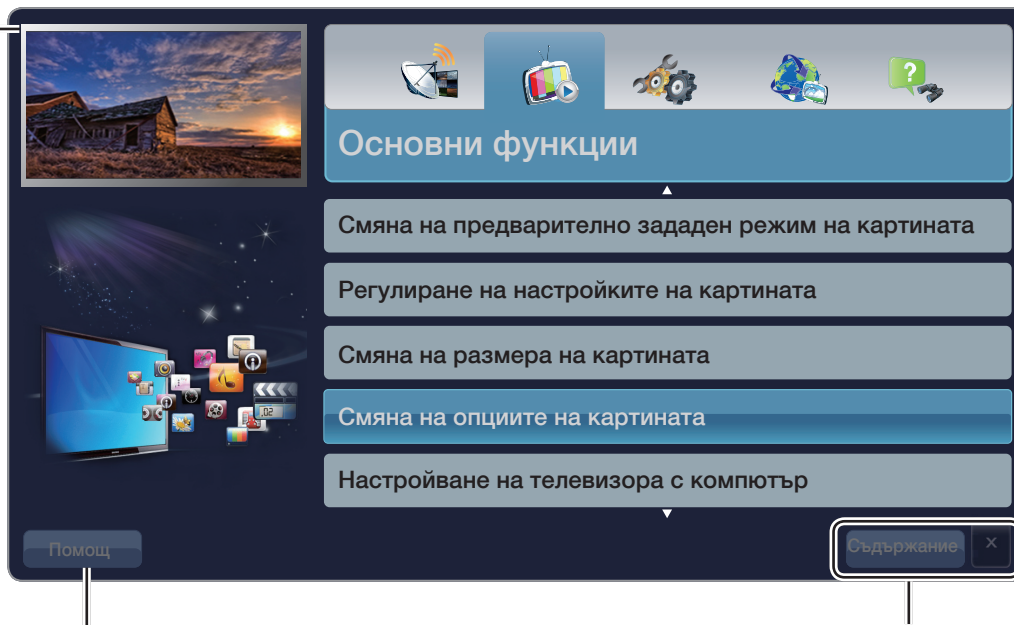 Основни функции
Смяна на предварително зададен режим на картината
Регулиране на настройките на картината
Смяна на размера на картината
Смяна на опциите на картината
Настройване на телевизора с компютър
Помощ
Съдържание
x